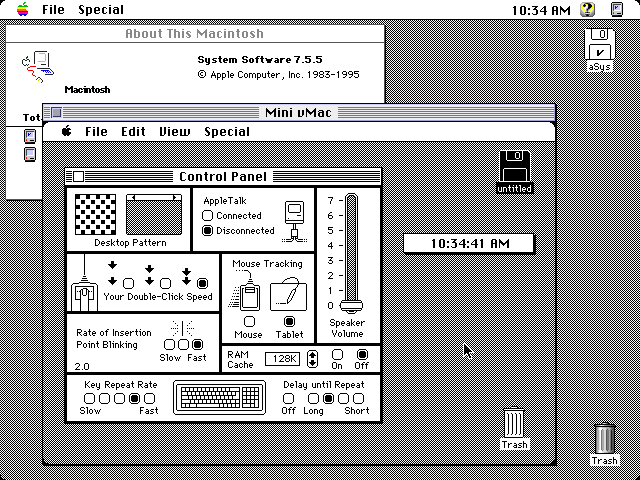 File Special 10:34 AM
About This Macintosh
System Software 7.5.5
© Apple Computer, Inc. 1983-1995
Macintosh
aSys
Tot
Mini vMac
File Edit View Special
untitled
Control Panel
Desktop Pattern
AppleTalk
Connected
Disconnected
7
6
5
4
3
2
1
0
Speaker
Volume
10:34:41 AM
Your Double-Click Speed
Mouse Tracking
Mouse Tablet
Rate of Insertion
Point Blinking
Slow Fast
2.0
RAM
Cache
128K
On Off
Key Repeat Rate
Slow Fast
Delay until Repeat
Off Long Short
Trash
Trash